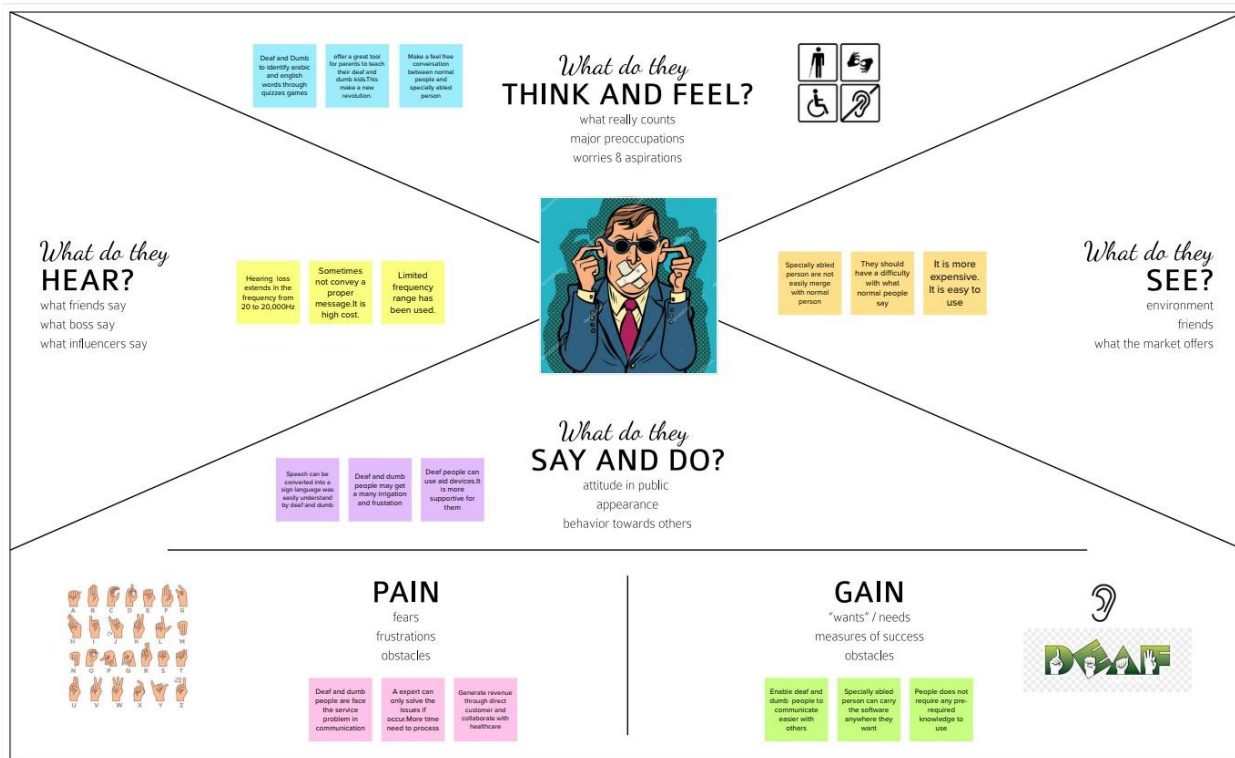 Deaf and Dumb
to identify arabic
and english
words through
quizzes games
offer a great tool
for parents to teach
their deaf and
dumb kids.This
make a new
revolution.
Make a feel free
conversation
between normal
people and
specially abled
person
What do they
THINK AND FEEL?
what really counts
major preoccupations
worries & aspirations
What do they
HEAR?
what friends say
what boss say
what influencers say
Hearing loss
extends in the
frequency from
20 to 20,000Hz
Sometimes
not convey a
proper
message.It is
high cost.
Limited
frequency
range has
been used.
Specially abled
person are not
easily merge with
normal person
They should
have a difficulty
with what
normal people
say
It is more
expensive.
It is easy to
use
What do they
SEE?
environment
friends
what the market offers
What do they
SAY AND DO?
attitude in public
appearance
behavior towards others
Speech can be
converted into a
sign language was
easily understand
by deaf and dumb
Deaf and dumb
people may get
a many irrigation
and frustation
Deaf people can
use aid devices.It
is more
supportive for
them
A B C D E F G
H I J K L M
N O P Q R S T
U V W X Y Z
PAIN
fears
frustrations
obstacles
Deaf and dumb
people are face
the service
problem in
communication
A expert can
only solve the
issues if
occur.More time
need to process
Generate revenue
through direct
customer and
collaborate with
healthcare
GAIN
"wants" / needs
measures of success
obstacles
Enable deaf and
dumb people to
communicate
easier with
others
Specially abled
person can carry
the software
anywhere they
want
People does not
require any pre-
required
knowledge to
use
DEAF